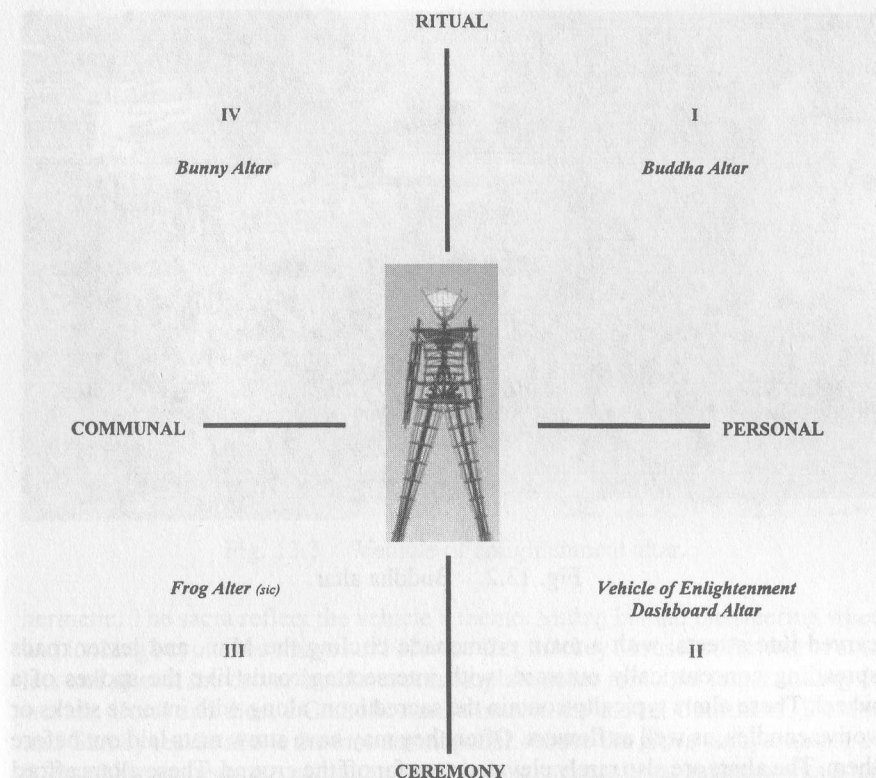 RITUAL
IV
I
Bunny Altar
Buddha Altar
COMMUNAL
PERSONAL
Frog Alter (sic)
Vehicle of Enlightenment
Dashboard Altar
III
II
CEREMONY